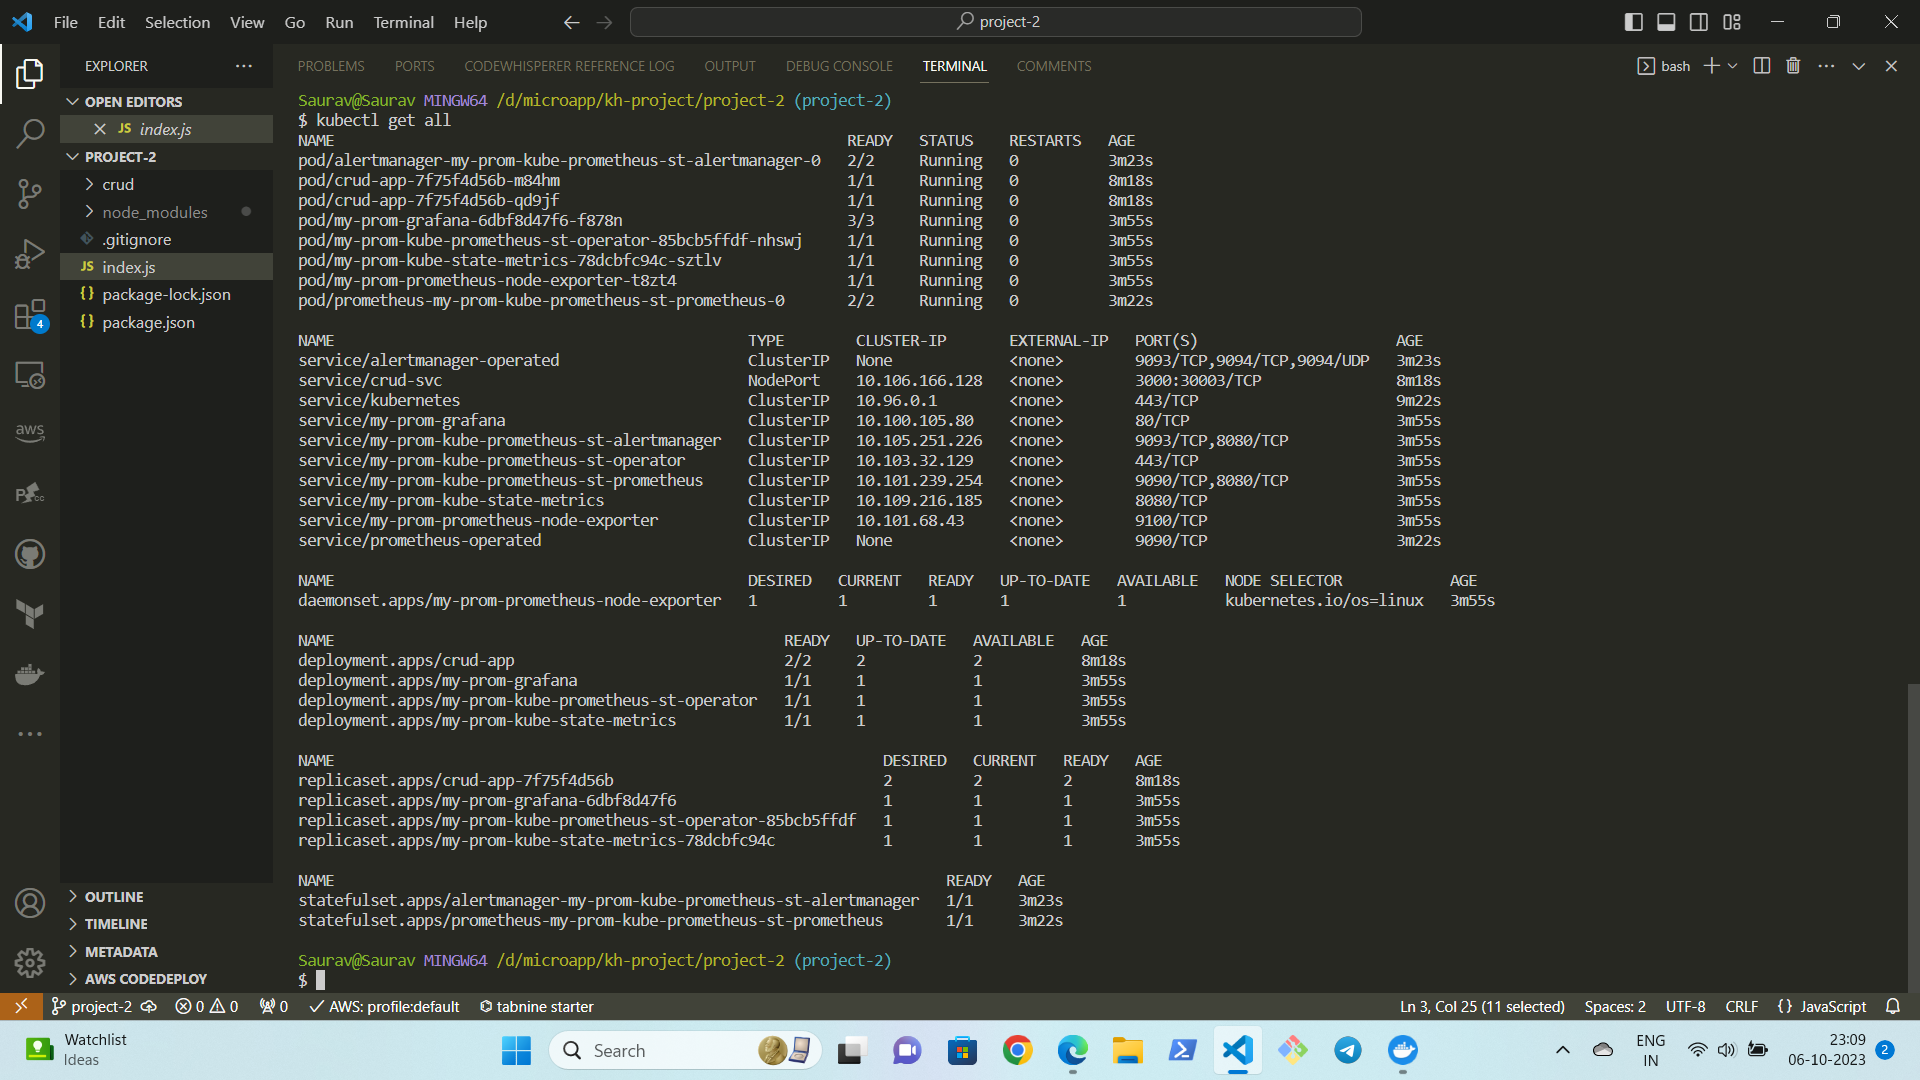 File Edit Selection View Go Run Terminal Help
project-2
EXPLORER
OPEN EDITORS
JS index.js
PROJECT-2
crud
node_modules
.gitignore
JS index.js
{} package-lock.json
{} package.json
OUTLINE
TIMELINE
METADATA
AWS CODEDEPLOY
4
aws
PROBLEMS PORTS CODEWHISPERER REFERENCE LOG OUTPUT DEBUG CONSOLE TERMINAL COMMENTS
bash
Saurav@Saurav MINGW64 /d/microapp/kh-project/project-2 (project-2)
$ kubectl get all
NAME READY STATUS RESTARTS AGE
pod/alertmanager-my-prom-kube-prometheus-st-alertmanager-0 2/2 Running 0 3m23s
pod/crud-app-7f75f4d56b-m84hm 1/1 Running 0 8m18s
pod/crud-app-7f75f4d56b-qd9jf 1/1 Running 0 8m18s
pod/my-prom-grafana-6dbf8d47f6-f878n 3/3 Running 0 3m55s
pod/my-prom-kube-prometheus-st-operator-85bcb5ffdf-nhswj 1/1 Running 0 3m55s
pod/my-prom-kube-state-metrics-78dcbfc94c-sztlv 1/1 Running 0 3m55s
pod/my-prom-prometheus-node-exporter-t8zt4 1/1 Running 0 3m55s
pod/prometheus-my-prom-kube-prometheus-st-prometheus-0 2/2 Running 0 3m22s
NAME TYPE CLUSTER-IP EXTERNAL-IP PORT(S) AGE
service/alertmanager-operated ClusterIP None <none> 9093/TCP,9094/TCP,9094/UDP 3m23s
service/crud-svc NodePort 10.106.166.128 <none> 3000:30003/TCP 8m18s
service/kubernetes ClusterIP 10.96.0.1 <none> 443/TCP 9m22s
service/my-prom-grafana ClusterIP 10.100.105.80 <none> 80/TCP 3m55s
service/my-prom-kube-prometheus-st-alertmanager ClusterIP 10.105.251.226 <none> 9093/TCP,8080/TCP 3m55s
service/my-prom-kube-prometheus-st-operator ClusterIP 10.103.32.129 <none> 443/TCP 3m55s
service/my-prom-kube-prometheus-st-prometheus ClusterIP 10.101.239.254 <none> 9090/TCP,8080/TCP 3m55s
service/my-prom-kube-state-metrics ClusterIP 10.109.216.185 <none> 8080/TCP 3m55s
service/my-prom-prometheus-node-exporter ClusterIP 10.101.68.43 <none> 9100/TCP 3m55s
service/prometheus-operated ClusterIP None <none> 9090/TCP 3m22s
NAME DESIRED CURRENT READY UP-TO-DATE AVAILABLE NODE SELECTOR AGE
daemonset.apps/my-prom-prometheus-node-exporter 1 1 1 1 1 kubernetes.io/os=linux 3m55s
NAME READY UP-TO-DATE AVAILABLE AGE
deployment.apps/crud-app 2/2 2 2 8m18s
deployment.apps/my-prom-grafana 1/1 1 1 3m55s
deployment.apps/my-prom-kube-prometheus-st-operator 1/1 1 1 3m55s
deployment.apps/my-prom-kube-state-metrics 1/1 1 1 3m55s
NAME DESIRED CURRENT READY AGE
replicaset.apps/crud-app-7f75f4d56b 2 2 2 8m18s
replicaset.apps/my-prom-grafana-6dbf8d47f6 1 1 1 3m55s
replicaset.apps/my-prom-kube-prometheus-st-operator-85bcb5ffdf 1 1 1 3m55s
replicaset.apps/my-prom-kube-state-metrics-78dcbfc94c 1 1 1 3m55s
NAME READY AGE
statefulset.apps/alertmanager-my-prom-kube-prometheus-st-alertmanager 1/1 3m23s
statefulset.apps/prometheus-my-prom-kube-prometheus-st-prometheus 1/1 3m22s
Saurav@Saurav MINGW64 /d/microapp/kh-project/project-2 (project-2)
$
project-2 0 0 0 AWS: profile:default tabnine starter
Ln 3, Col 25 (11 selected) Spaces: 2 UTF-8 CRLF {} JavaScript
Watchlist
Ideas
Search
ENG
IN
23:09
06-10-2023
2